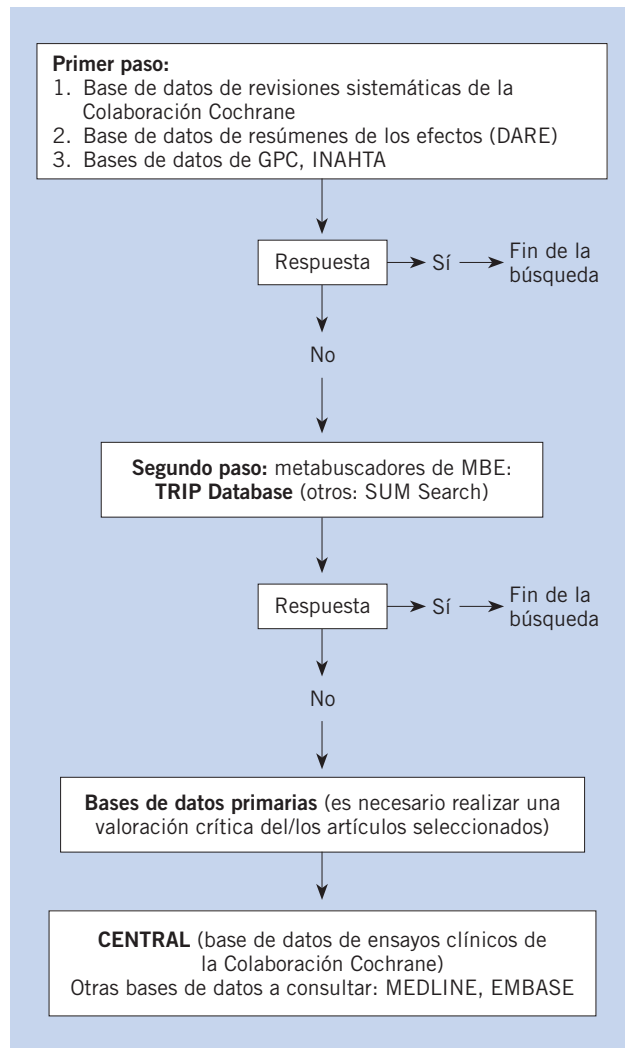 Primer paso:
1. Base de datos de revisiones sistemáticas de la
Colaboración Cochrane
2. Base de datos de resúmenes de los efectos (DARE)
3. Bases de datos de GPC, INAHTA
Respuesta
Sí
Fin de la
búsqueda
No
Segundo paso: metabuscadores de MBE:
TRIP Database (otros: SUM Search)
Respuesta
Sí
Fin de la
búsqueda
No
Bases de datos primarias (es necesario realizar una
valoración crítica del/los artículos seleccionados)
CENTRAL (base de datos de ensayos clínicos de
la Colaboración Cochrane)
Otras bases de datos a consultar: MEDLINE, EMBASE